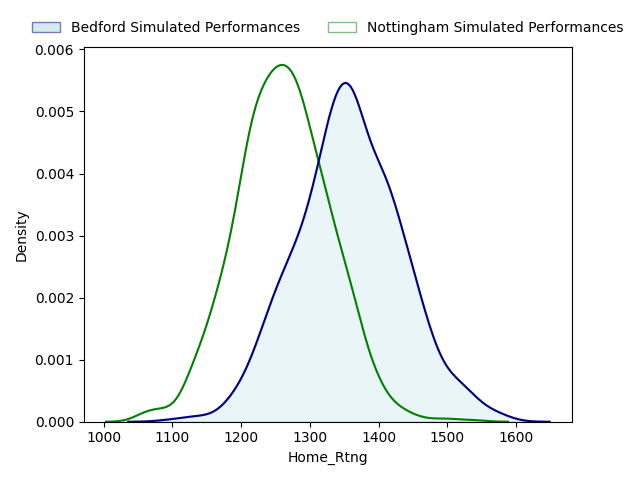 Bedford Simulated Performances
Nottingham Simulated Performances
0.006
0.005
0.004
0.003
0.002
0.001
0.000
Density
1000 1100 1200 1300 1400 1500 1600
Home_Rtng